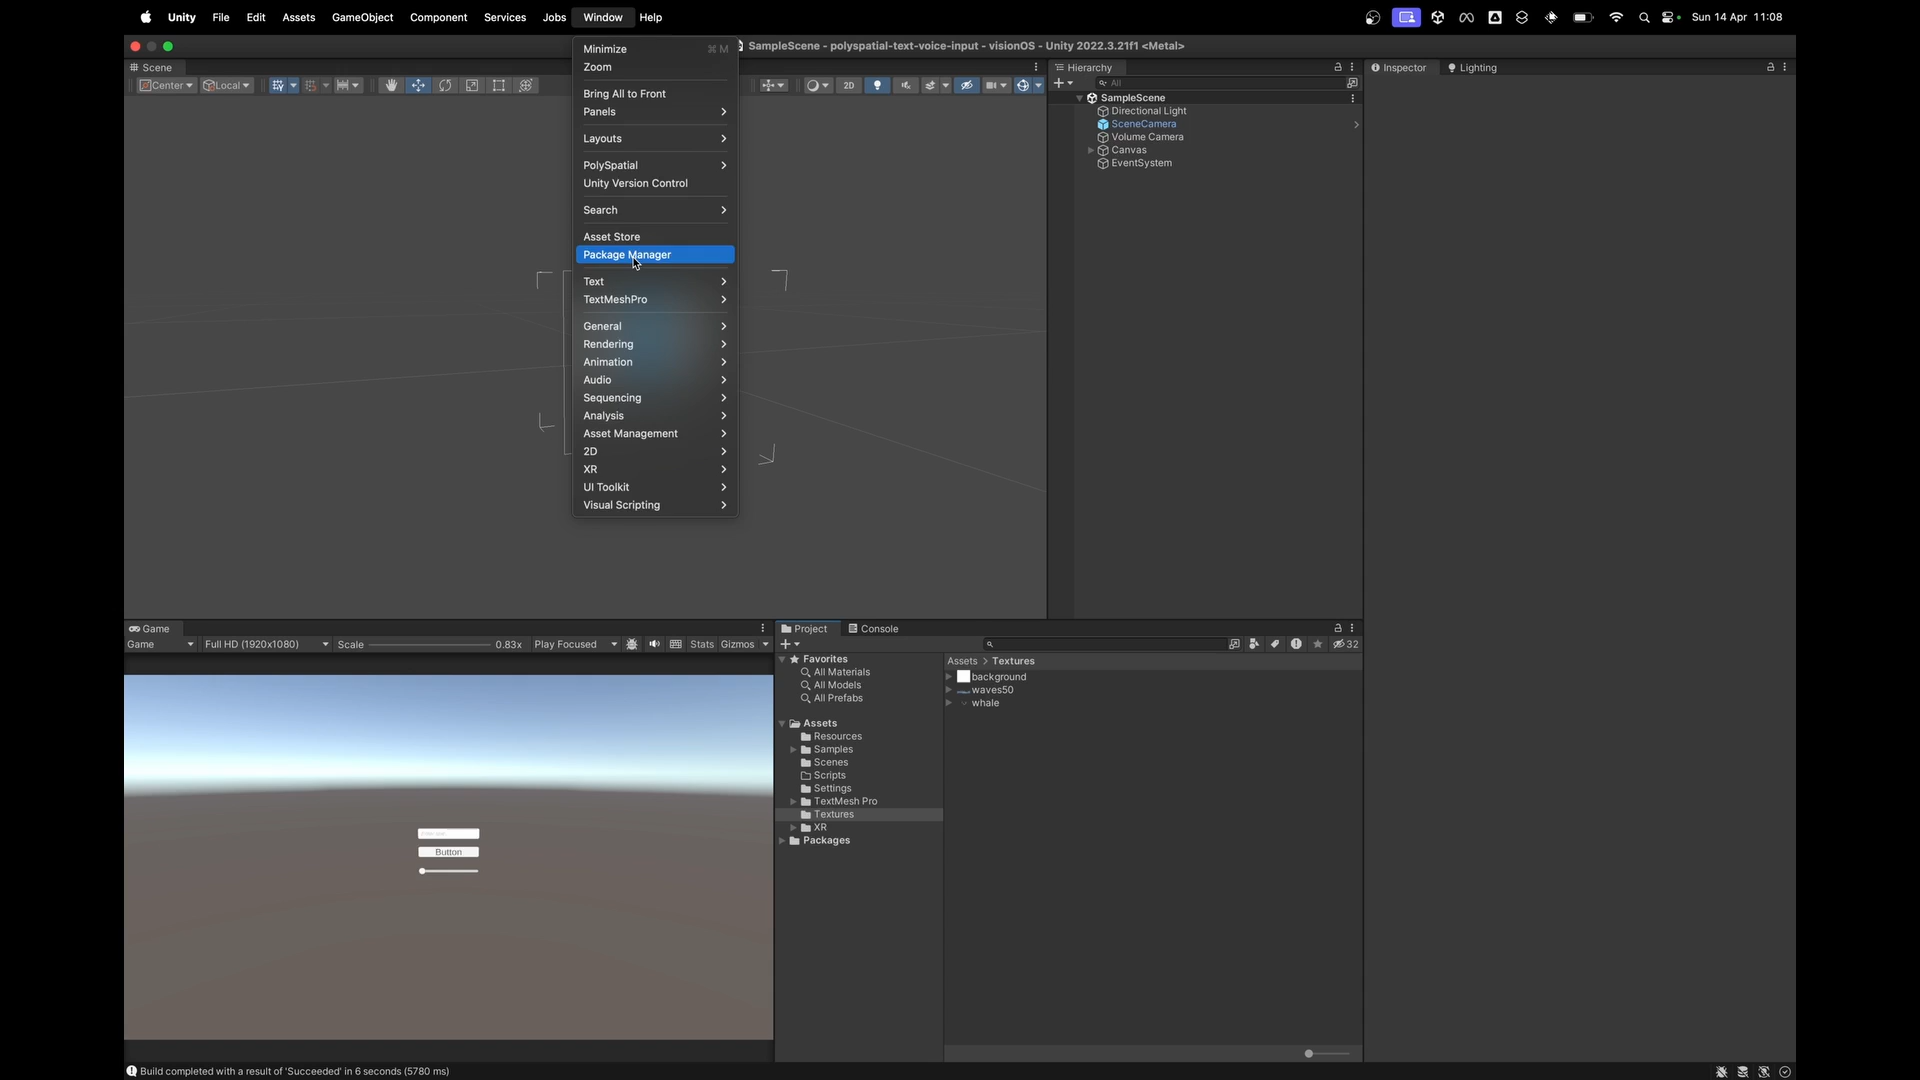 Unity File Edit Assets GameObject Component Services Jobs Window Help Sun 14 Apr 11:08
SampleScene - polyspatial-text-voice-input - visionOS - Unity 2022.3.21f1 <Metal>
Scene
Center Local 2D
Minimize ⌘ M
Zoom
Bring All to Front
Panels
Layouts
PolySpatial
Unity Version Control
Search
Asset Store
Package Manager
Text
TextMeshPro
General
Rendering
Animation
Audio
Sequencing
Analysis
Asset Management
2D
XR
UI Toolkit
Visual Scripting
Hierarchy
All
SampleScene
Directional Light
SceneCamera
Volume Camera
Canvas
EventSystem
Inspector Lighting
Game
Game Full HD (1920x1080) Scale 0.83x Play Focused Stats Gizmos
Button
Project Console
32
Favorites
All Materials
All Models
All Prefabs
Assets
Resources
Samples
Scenes
Scripts
Settings
TextMesh Pro
Textures
XR
Packages
Assets > Textures
background
waves50
whale
Build completed with a result of 'Succeeded' in 6 seconds (5780 ms)